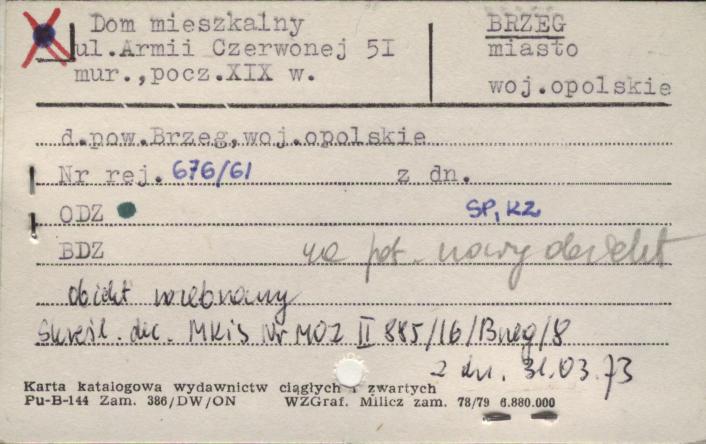 Dom mieszkalny
ul.Armii Czerwonej 5I
mur.,pocz.XIX w.
BRZEG
miasto
woj.opolskie
d.pow.Brzeg,woj.opolskie
Nr rej. 676/61 z dn.
ODZ SP, KZ
BDZ na pot. nowy
obiekt
Skreśl. dec. MKiS Nr MOZ II 885/16/Brzeg/8
z dn. 31.03.73
Karta katalogowa wydawnictw ciągłych i zwartych
Pu-B-144 Zam. 386/DW/ON WZGraf. Milicz zam. 78/79 6.880.000